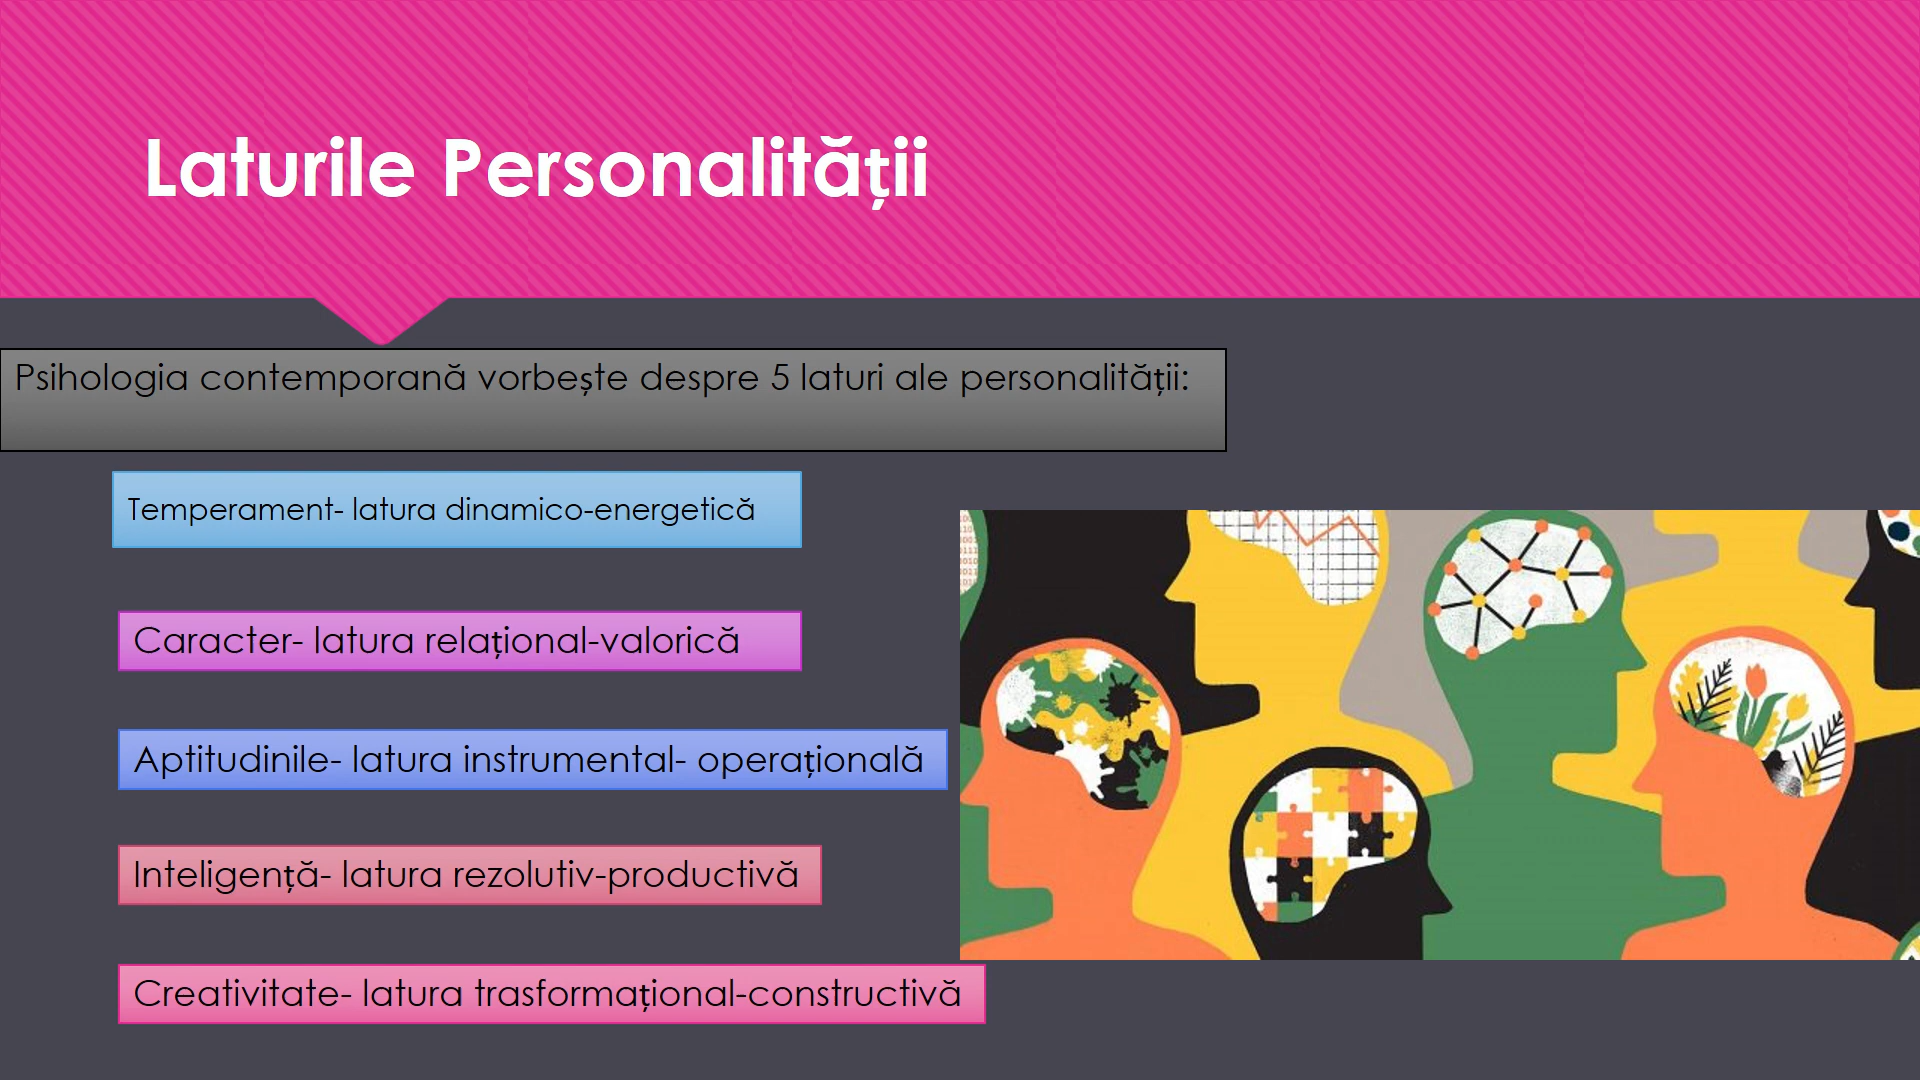 Laturile Personalității
Psihologia contemporană vorbește despre 5 laturi ale personalității:
Temperament- latura dinamico-energetică
Caracter- latura relațional-valorică
Aptitudinile- latura instrumental- operațională
Inteligență- latura rezolutiv-productivă
Creativitate- latura trasformațional-constructivă